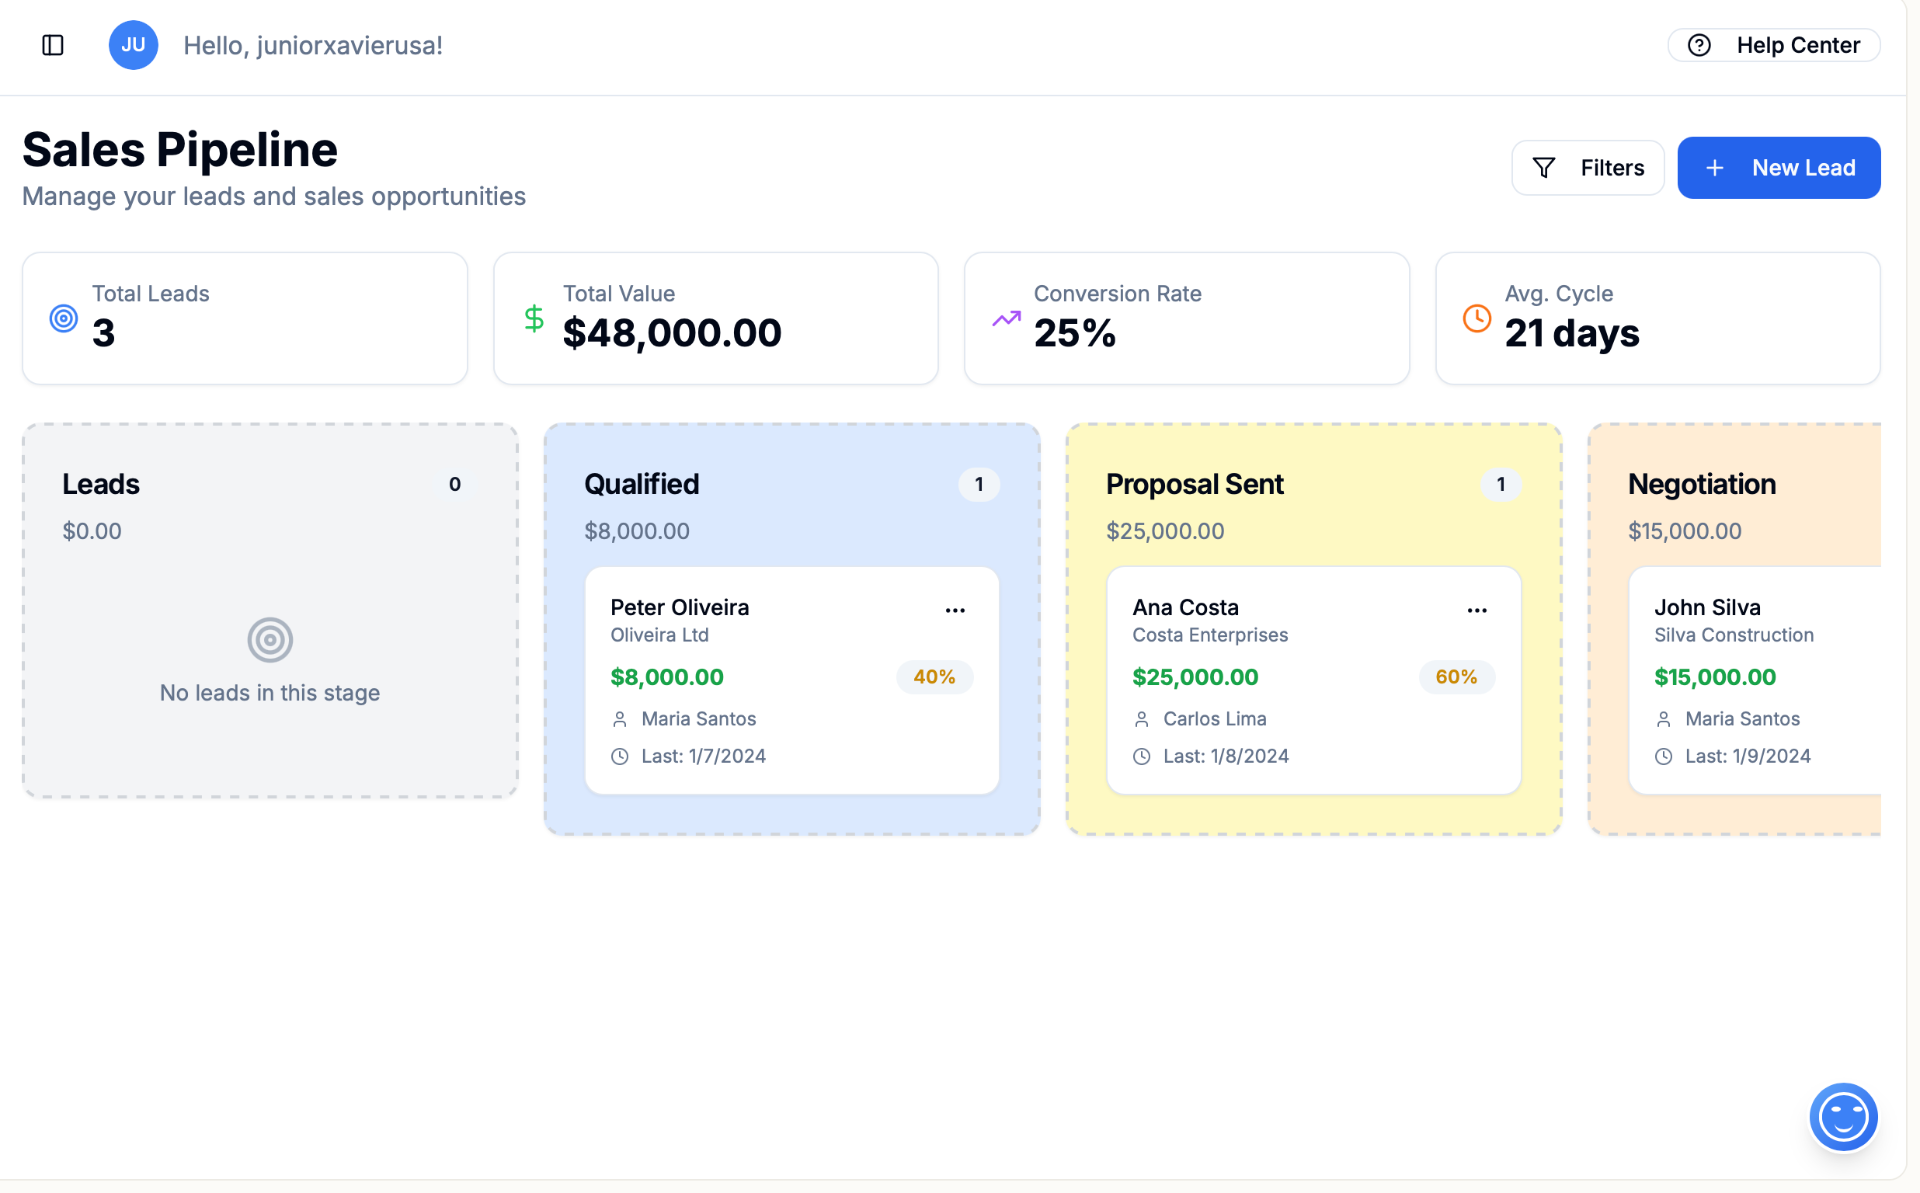 JU
Hello, juniorxavierusa!
Help Center
Sales Pipeline
Manage your leads and sales opportunities
Filters
+ New Lead
Total Leads
3
$
Total Value
$48,000.00
Conversion Rate
25%
Avg. Cycle
21 days
Leads 0
$0.00
No leads in this stage
Qualified 1
$8,000.00
Peter Oliveira ...
Oliveira Ltd
$8,000.00 40%
Maria Santos
Last: 1/7/2024
Proposal Sent 1
$25,000.00
Ana Costa ...
Costa Enterprises
$25,000.00 60%
Carlos Lima
Last: 1/8/2024
Negotiation
$15,000.00
John Silva
Silva Construction
$15,000.00
Maria Santos
Last: 1/9/2024